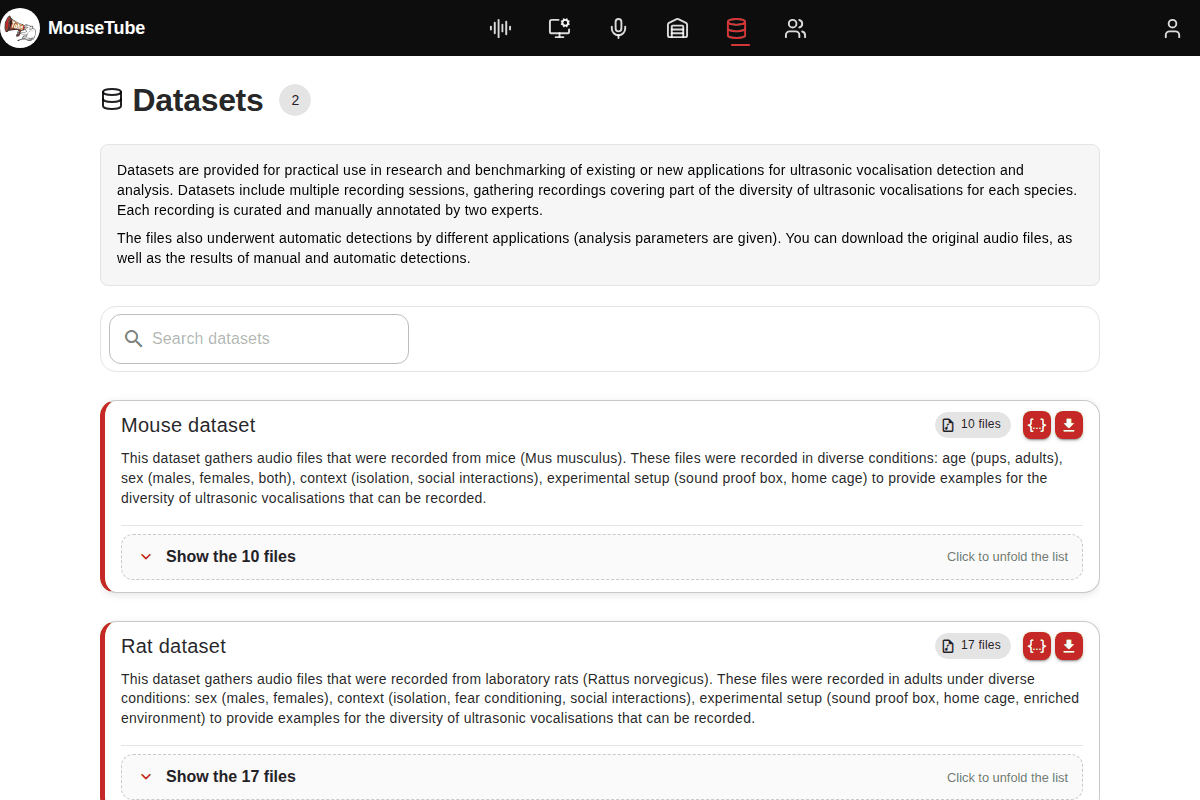 MouseTube
Datasets 2
Datasets are provided for practical use in research and benchmarking of existing or new applications for ultrasonic vocalisation detection and
analysis. Datasets include multiple recording sessions, gathering recordings covering part of the diversity of ultrasonic vocalisations for each species.
Each recording is curated and manually annotated by two experts.
The files also underwent automatic detections by different applications (analysis parameters are given). You can download the original audio files, as
well as the results of manual and automatic detections.
Search datasets
Mouse dataset
10 files
{...}
This dataset gathers audio files that were recorded from mice (Mus musculus). These files were recorded in diverse conditions: age (pups, adults),
sex (males, females, both), context (isolation, social interactions), experimental setup (sound proof box, home cage) to provide examples for the
diversity of ultrasonic vocalisations that can be recorded.
Show the 10 files
Click to unfold the list
Rat dataset
17 files
{...}
This dataset gathers audio files that were recorded from laboratory rats (Rattus norvegicus). These files were recorded in adults under diverse
conditions: sex (males, females), context (isolation, fear conditioning, social interactions), experimental setup (sound proof box, home cage, enriched
environment) to provide examples for the diversity of ultrasonic vocalisations that can be recorded.
Show the 17 files
Click to unfold the list